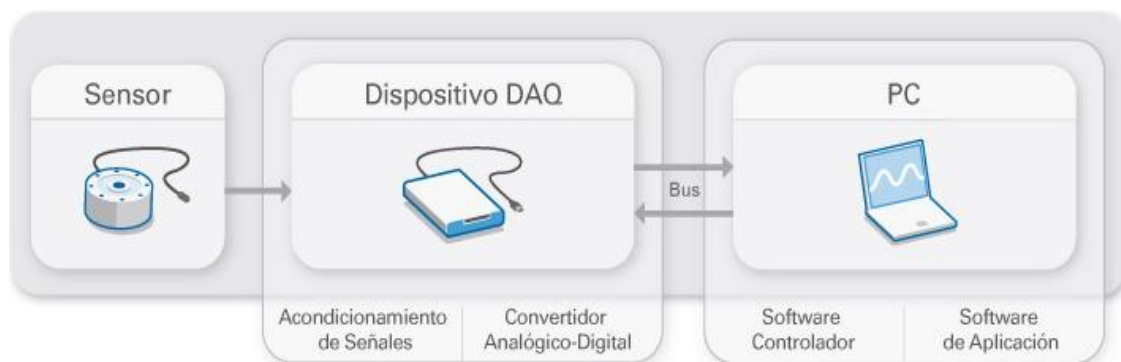 Sensor
Dispositivo DAQ
PC
Bus
Acondicionamiento
de Señales
Convertidor
Analógico-Digital
Software
Controlador
Software
de Aplicación